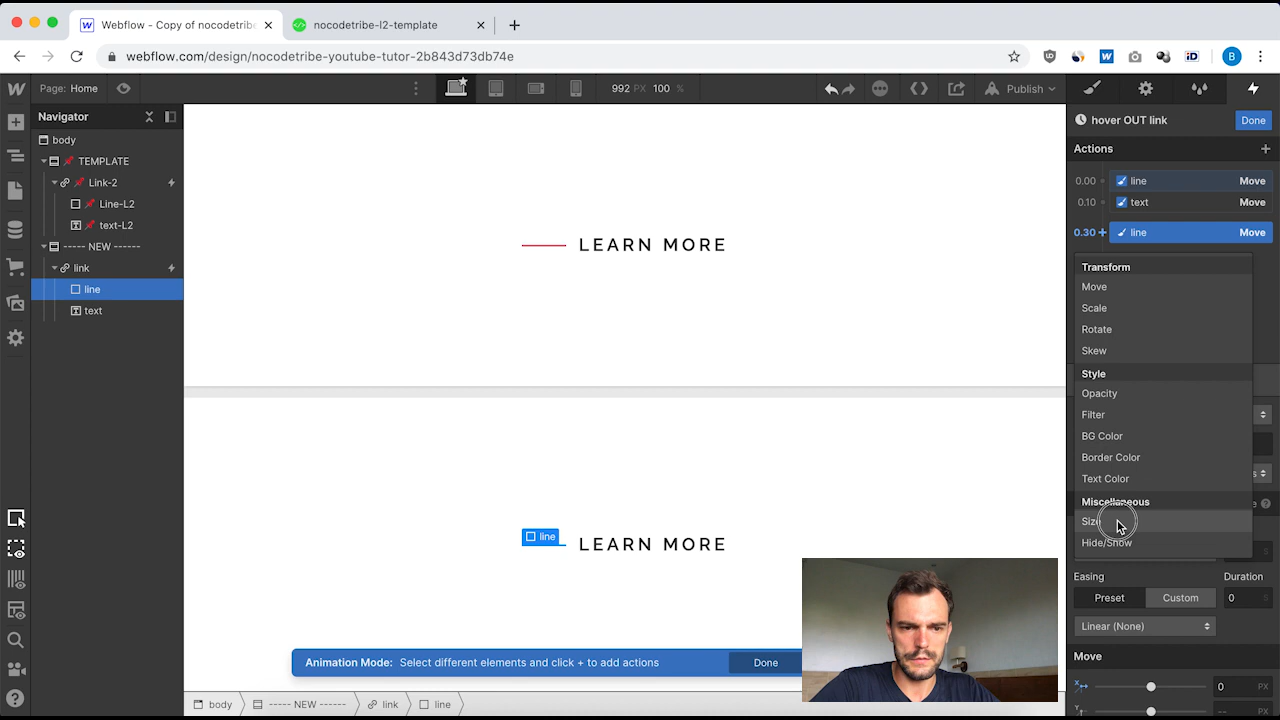 Webflow - Copy of nocodetribe
nocodetribe-l2-template
webflow.com/design/nocodetribe-youtube-tutor-2b843d73db74e
B
Page: Home
992 PX 100 %
Publish
Navigator
body
TEMPLATE
Link-2
Line-L2
text-L2
----- NEW ------
link
line
text
LEARN MORE
line
LEARN MORE
Animation Mode: Select different elements and click + to add actions
Done
body
----- NEW ------
link
line
hover OUT link
Done
Actions
0.00 line Move
0.10 text Move
0.30 line Move
Transform
Move
Scale
Rotate
Skew
Style
Opacity
Filter
BG Color
Border Color
Text Color
Miscellaneous
Size
Hide/Show
Easing
Duration
Preset
Custom
0 S
Linear (None)
Move
X
0 PX
Y
-- PX